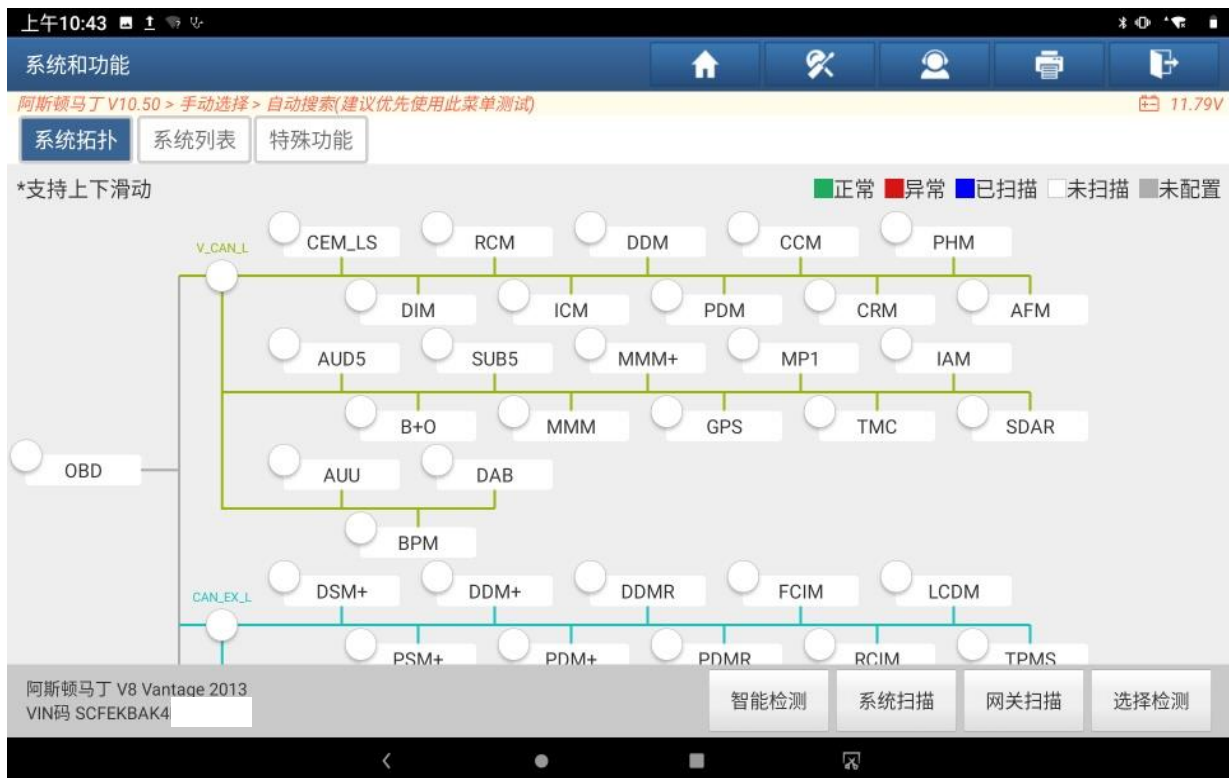 上午10:43
系统和功能
阿斯顿马丁 V10.50 > 手动选择 > 自动搜索(建议优先使用此菜单测试) 11.79V
系统拓扑 系统列表 特殊功能
*支持上下滑动 正常 异常 已扫描 未扫描 未配置
V_CAN_L CEM_LS RCM DDM CCM PHM
DIM ICM PDM CRM AFM
AUD5 SUB5 MMM+ MP1 IAM
B+O MMM GPS TMC SDAR
OBD AUU DAB
BPM
CAN_EX_L DSM+ DDM+ DDMR FCIM LCDM
PSM+ PDM+ PDMR RCIM TPMS
阿斯顿马丁 V8 Vantage 2013
VIN码 SCFEKBAK4
智能检测 系统扫描 网关扫描 选择检测